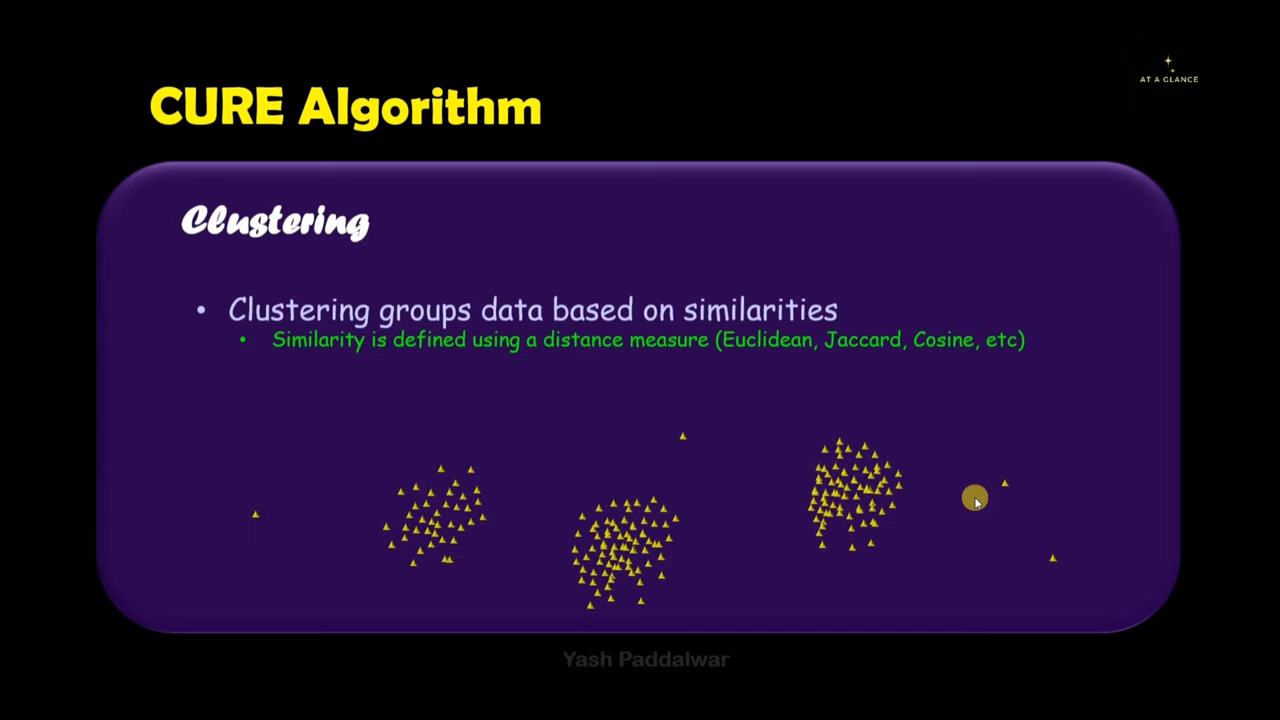 AT A GLANCE
CURE Algorithm
Clustering
• Clustering groups data based on similarities
• Similarity is defined using a distance measure (Euclidean, Jaccard, Cosine, etc)
Yash Paddalwar